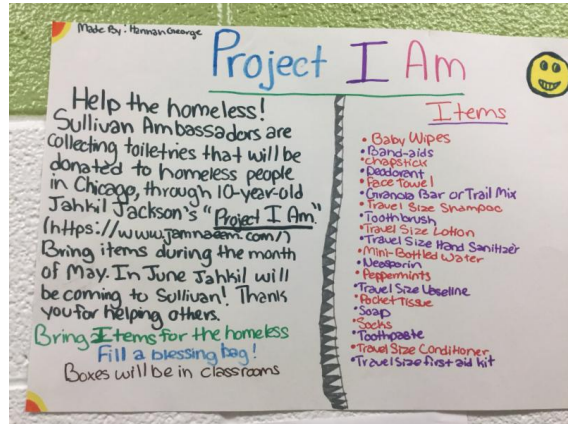 Made By: Hannah George
Project I Am
Help the homeless!
Sullivan Ambassadors are
collecting toiletries that will be
donated to homeless people
in Chicago, through 10-year-old
Jahkil Jackson's "Project I Am."
(https://www.jamnaeem.com/)
Bring items during the month
of May. In June Jahkil will
be coming to Sullivan! Thank
you for helping others.
Bring Items for the homeless
Fill a blessing bag!
Boxes will be in classrooms
Items
• Baby Wipes
• Band-aids
• Chapstick
• Deodorant
• Face Towel
• Granola Bar or Trail Mix
• Travel Size Shampoo
• Toothbrush
• Travel Size Lotion
• Travel Size Hand Sanitizer
• Mini-Bottled Water
• Neosporin
• Peppermints
• Travel Size Vaseline
• Pocket Tissue
• Soap
• Socks
• Toothpaste
• Travel Size Conditioner
• Travel Size first aid kit